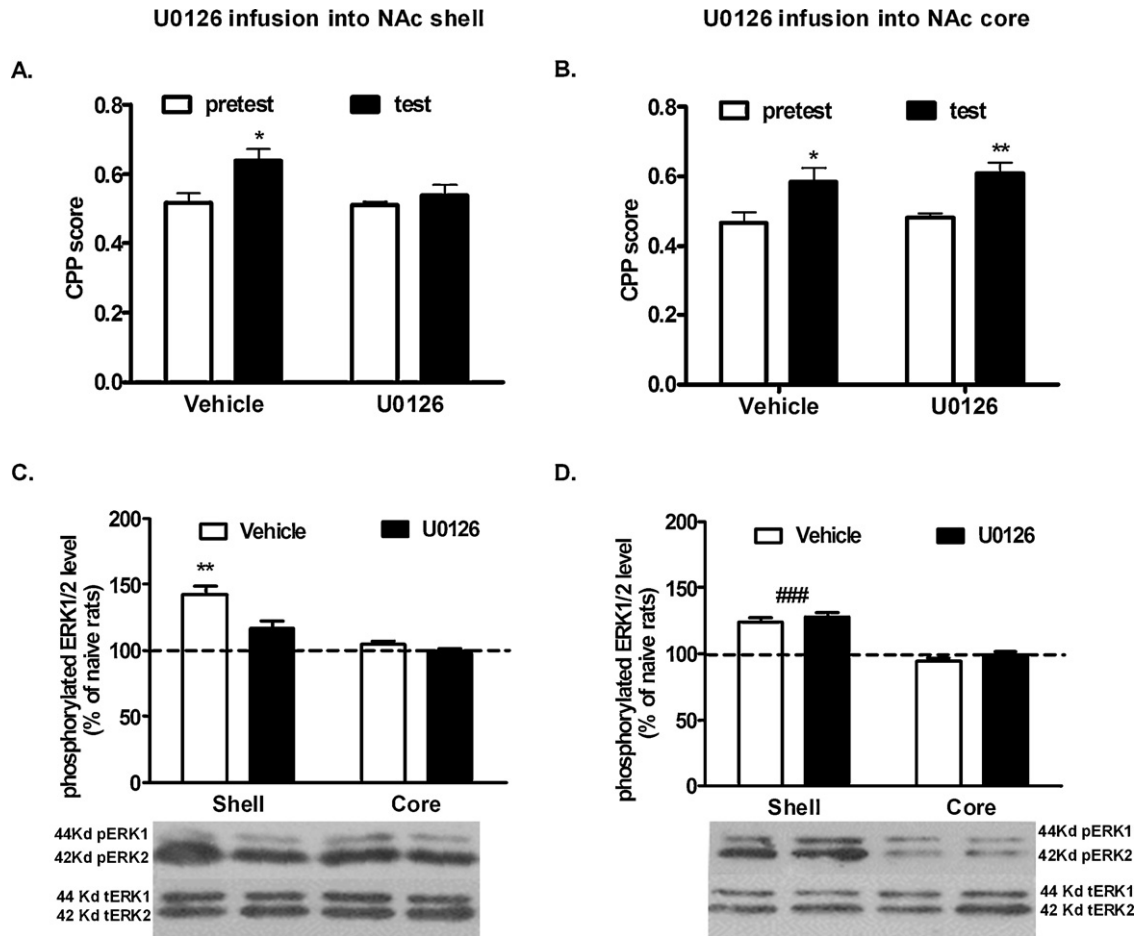 U0126 infusion into NAc shell
U0126 infusion into NAc core
A.
pretest test
*
0.8
0.6
0.4
0.2
0.0
CPP score
Vehicle U0126
B.
pretest test
* **
0.8
0.6
0.4
0.2
0.0
CPP score
Vehicle U0126
C.
Vehicle U0126
**
200
150
100
50
0
phosphorylated ERK1/2 level
(% of naive rats)
Shell Core
44Kd pERK1
42Kd pERK2
44 Kd tERK1
42 Kd tERK2
D.
Vehicle U0126
###
200
150
100
50
0
phosphorylated ERK1/2 level
(% of naive rats)
Shell Core
44Kd pERK1
42Kd pERK2
44 Kd tERK1
42 Kd tERK2